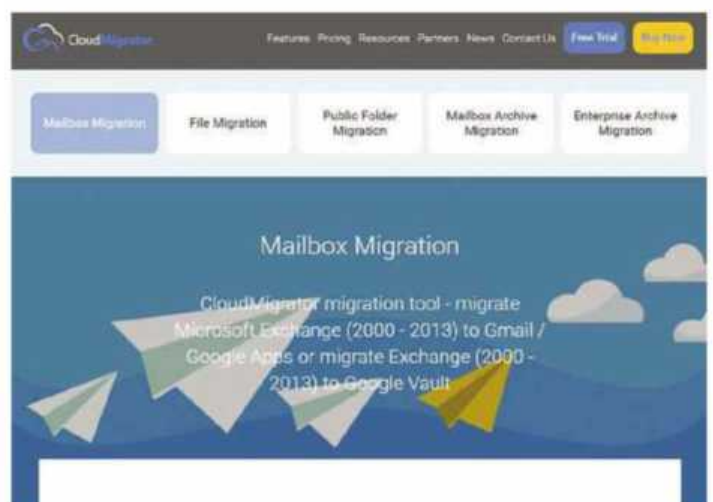 CloudMigrator
Features Pricing Resources Partners News Contact Us Free Trial Buy Now
Mailbox Migration
File Migration
Public Folder
Migration
Mailbox Archive
Migration
Enterprise Archive
Migration
Mailbox Migration
CloudMigrator migration tool - migrate
Microsoft Exchange (2000 - 2013) to Gmail /
Google Apps or migrate Exchange (2000 -
2013) to Google Vault